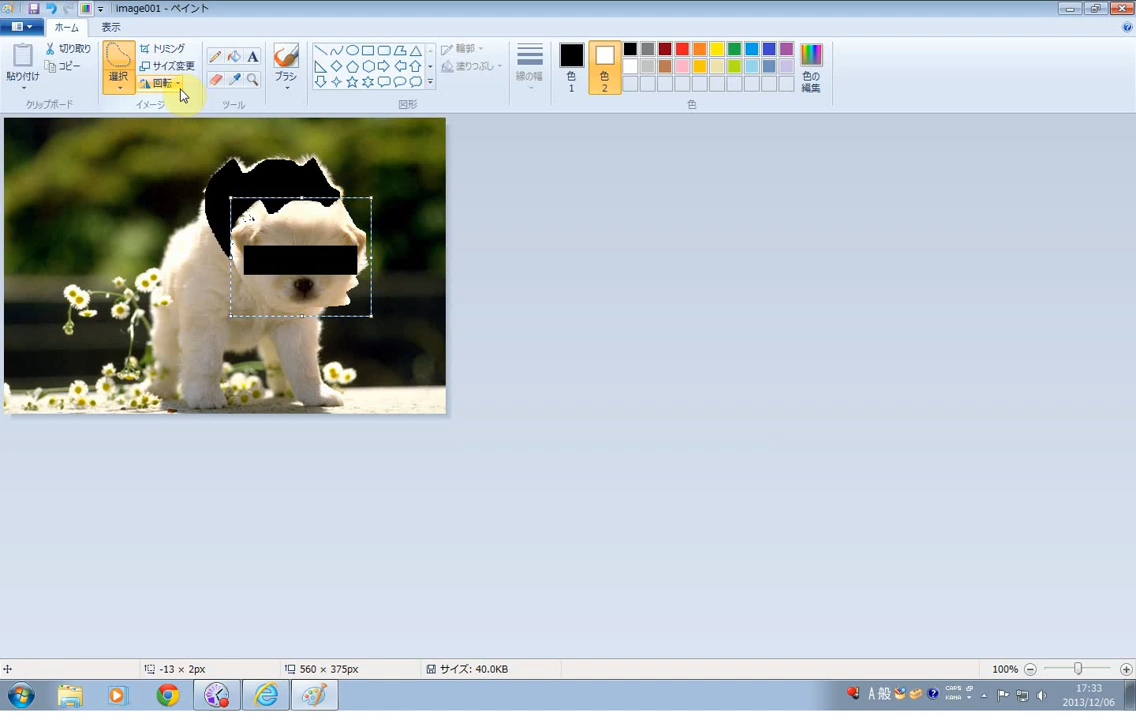 image001 - ペイント
ホーム 表示
貼り付け
切り取り
コピー
クリップボード
選択
トリミング
サイズ変更
回転
イメージ
A
ツール
ブラシ
輪郭
塗りつぶし
図形
線の幅
色
1
色
2
色の
編集
色
-13 × 2px
560 × 375px
サイズ: 40.0KB
100%
A 般
CAPS
KANA
17:33
2013/12/06